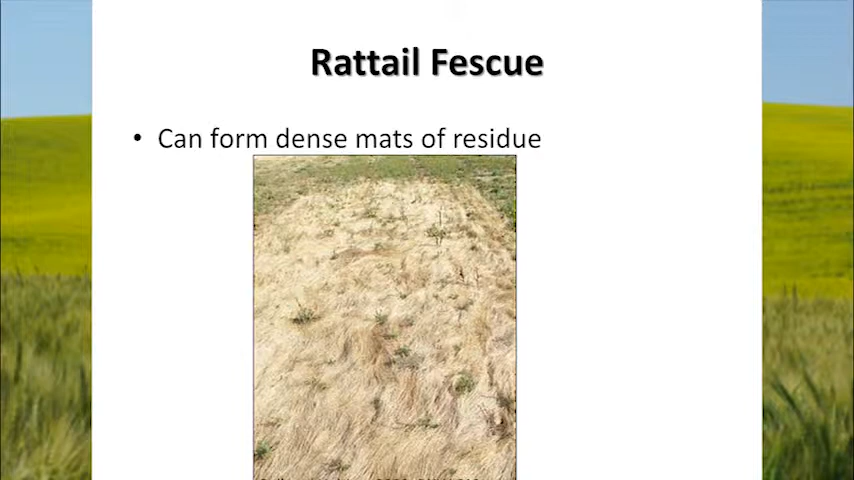 Rattail Fescue
• Can form dense mats of residue